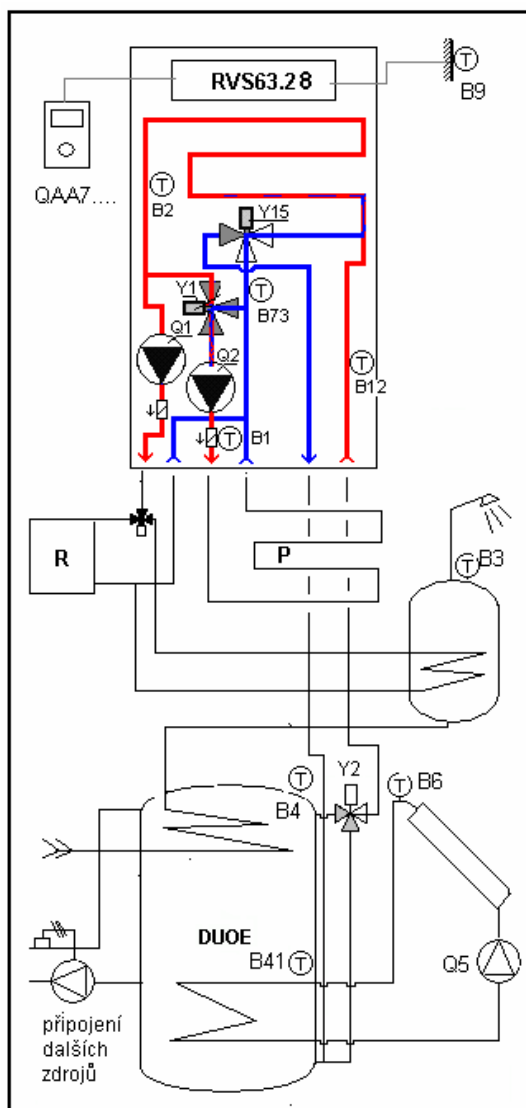 RVS63.28
T
B9
QAA7....
T
B2
Y15
Y1
T
B73
Q1
Q2
T
B12
T
B1
R
P
T
B3
T
B4
Y2
T
B6
DUOE
B41
T
Q5
připojení
dalších
zdrojů